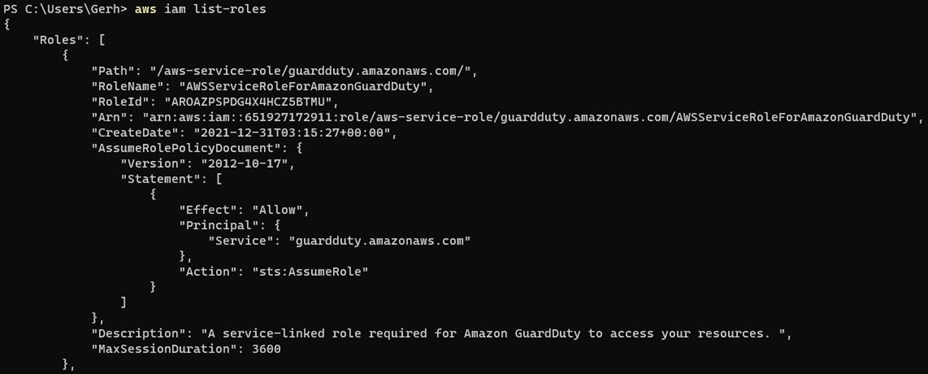 PS C:\Users\Gerh> aws iam list-roles
{
    "Roles": [
        {
            "Path": "/aws-service-role/guardduty.amazonaws.com/",
            "RoleName": "AWSServiceRoleForAmazonGuardDuty",
            "RoleId": "AROAZPSPDG4X4HCZ5BTMU",
            "Arn": "arn:aws:iam::651927172911:role/aws-service-role/guardduty.amazonaws.com/AWSServiceRoleForAmazonGuardDuty",
            "CreateDate": "2021-12-31T03:15:27+00:00",
            "AssumeRolePolicyDocument": {
                "Version": "2012-10-17",
                "Statement": [
                    {
                        "Effect": "Allow",
                        "Principal": {
                            "Service": "guardduty.amazonaws.com"
                        },
                        "Action": "sts:AssumeRole"
                    }
                ]
            },
            "Description": "A service-linked role required for Amazon GuardDuty to access your resources. ",
            "MaxSessionDuration": 3600
        },